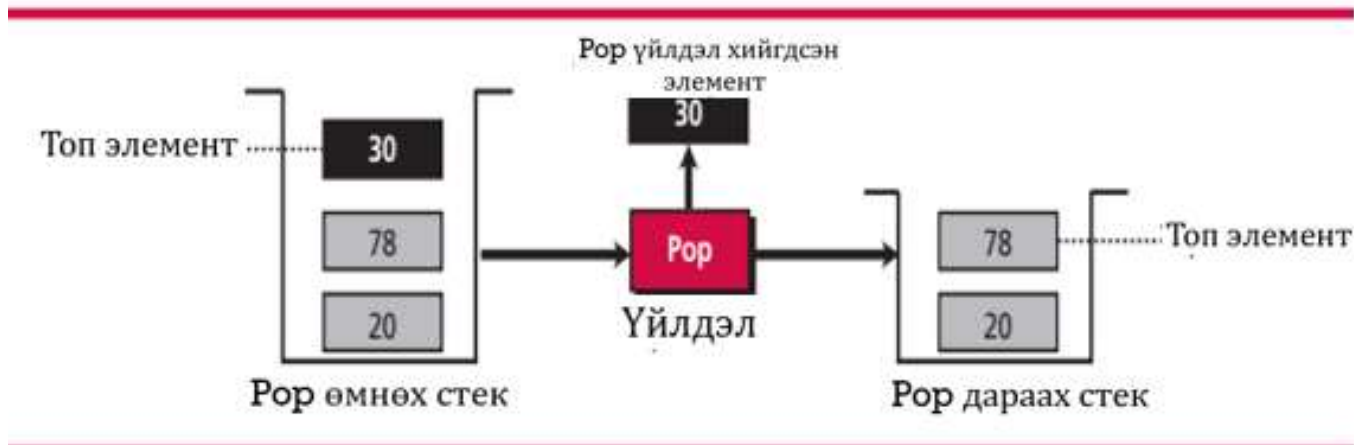 Pop үйлдэл хийгдсэн
элемент
30
Топ элемент
30
78
20
Pop
Үйлдэл
78
Топ элемент
20
Pop өмнөх стек
Pop дараах стек